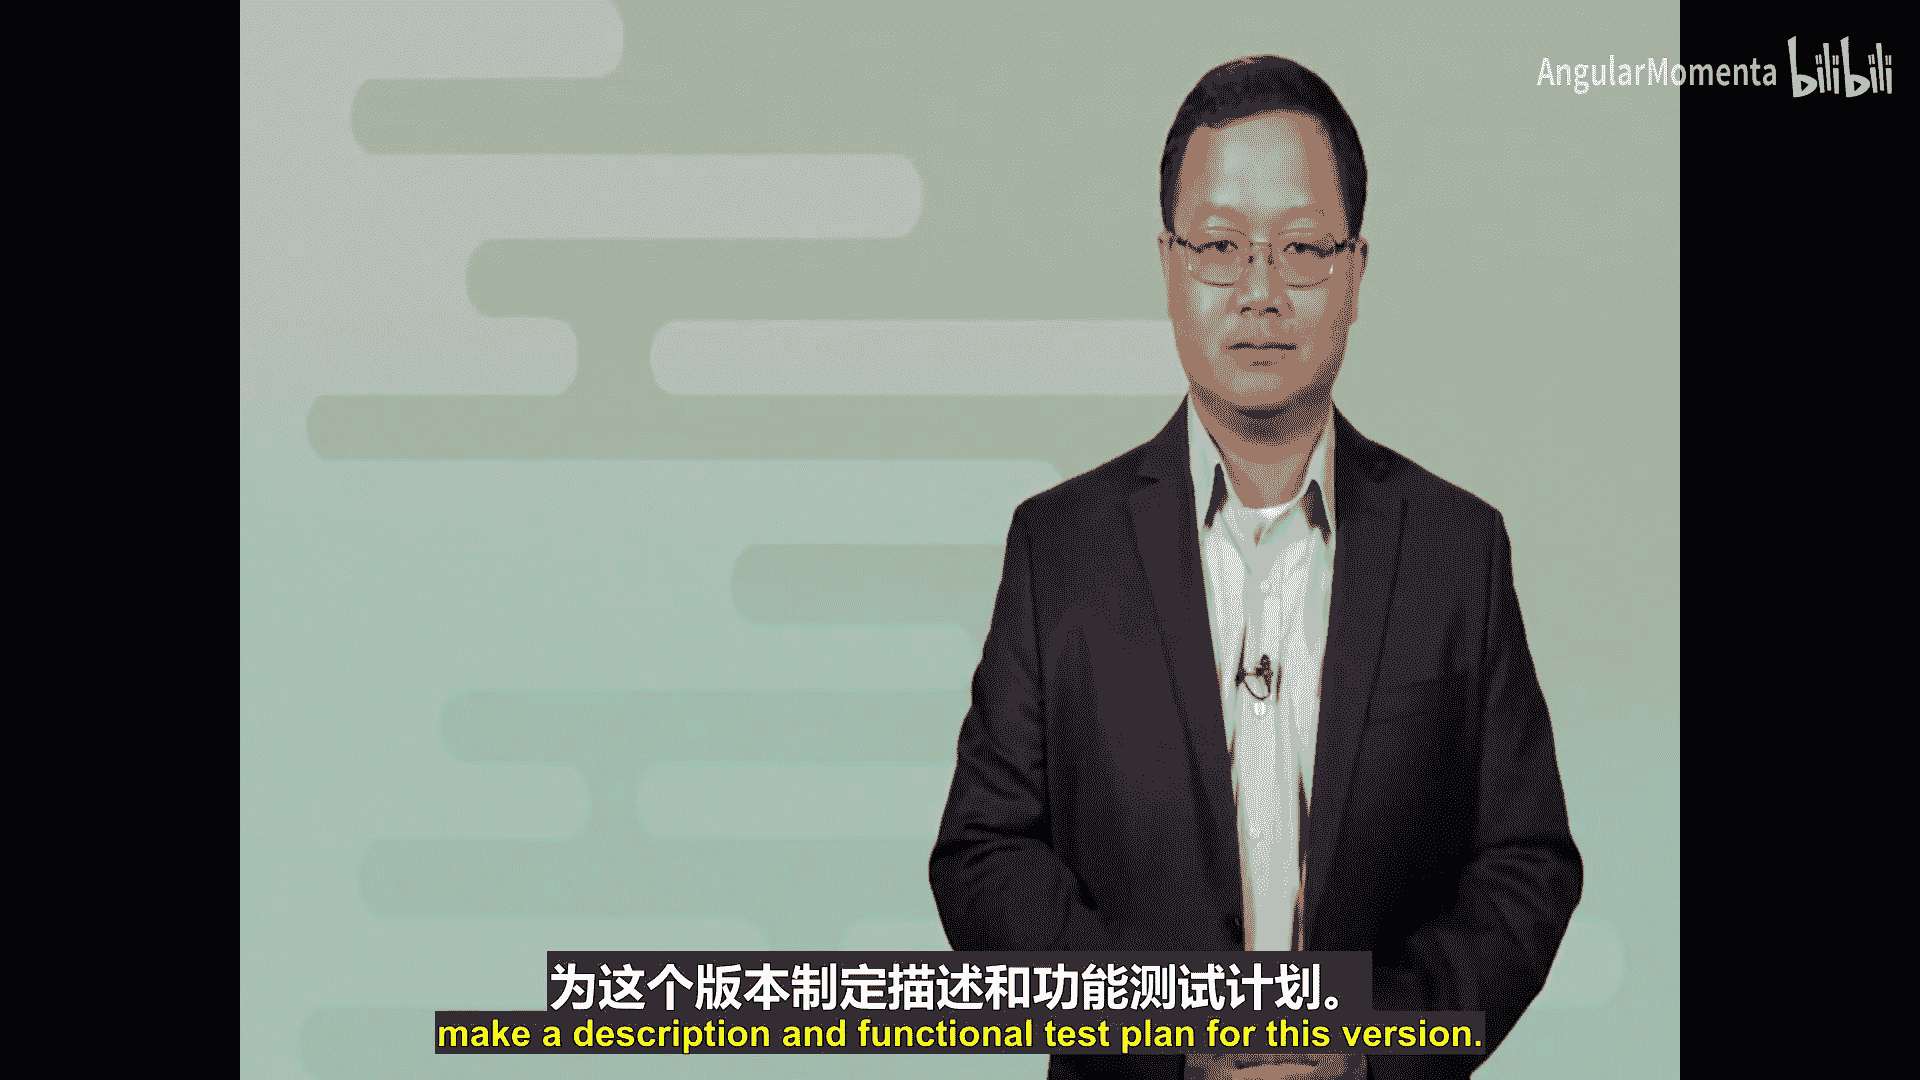 AngularMomenta bilibili
为这个版本制定描述和功能测试计划。
make a description and functional test plan for this version.